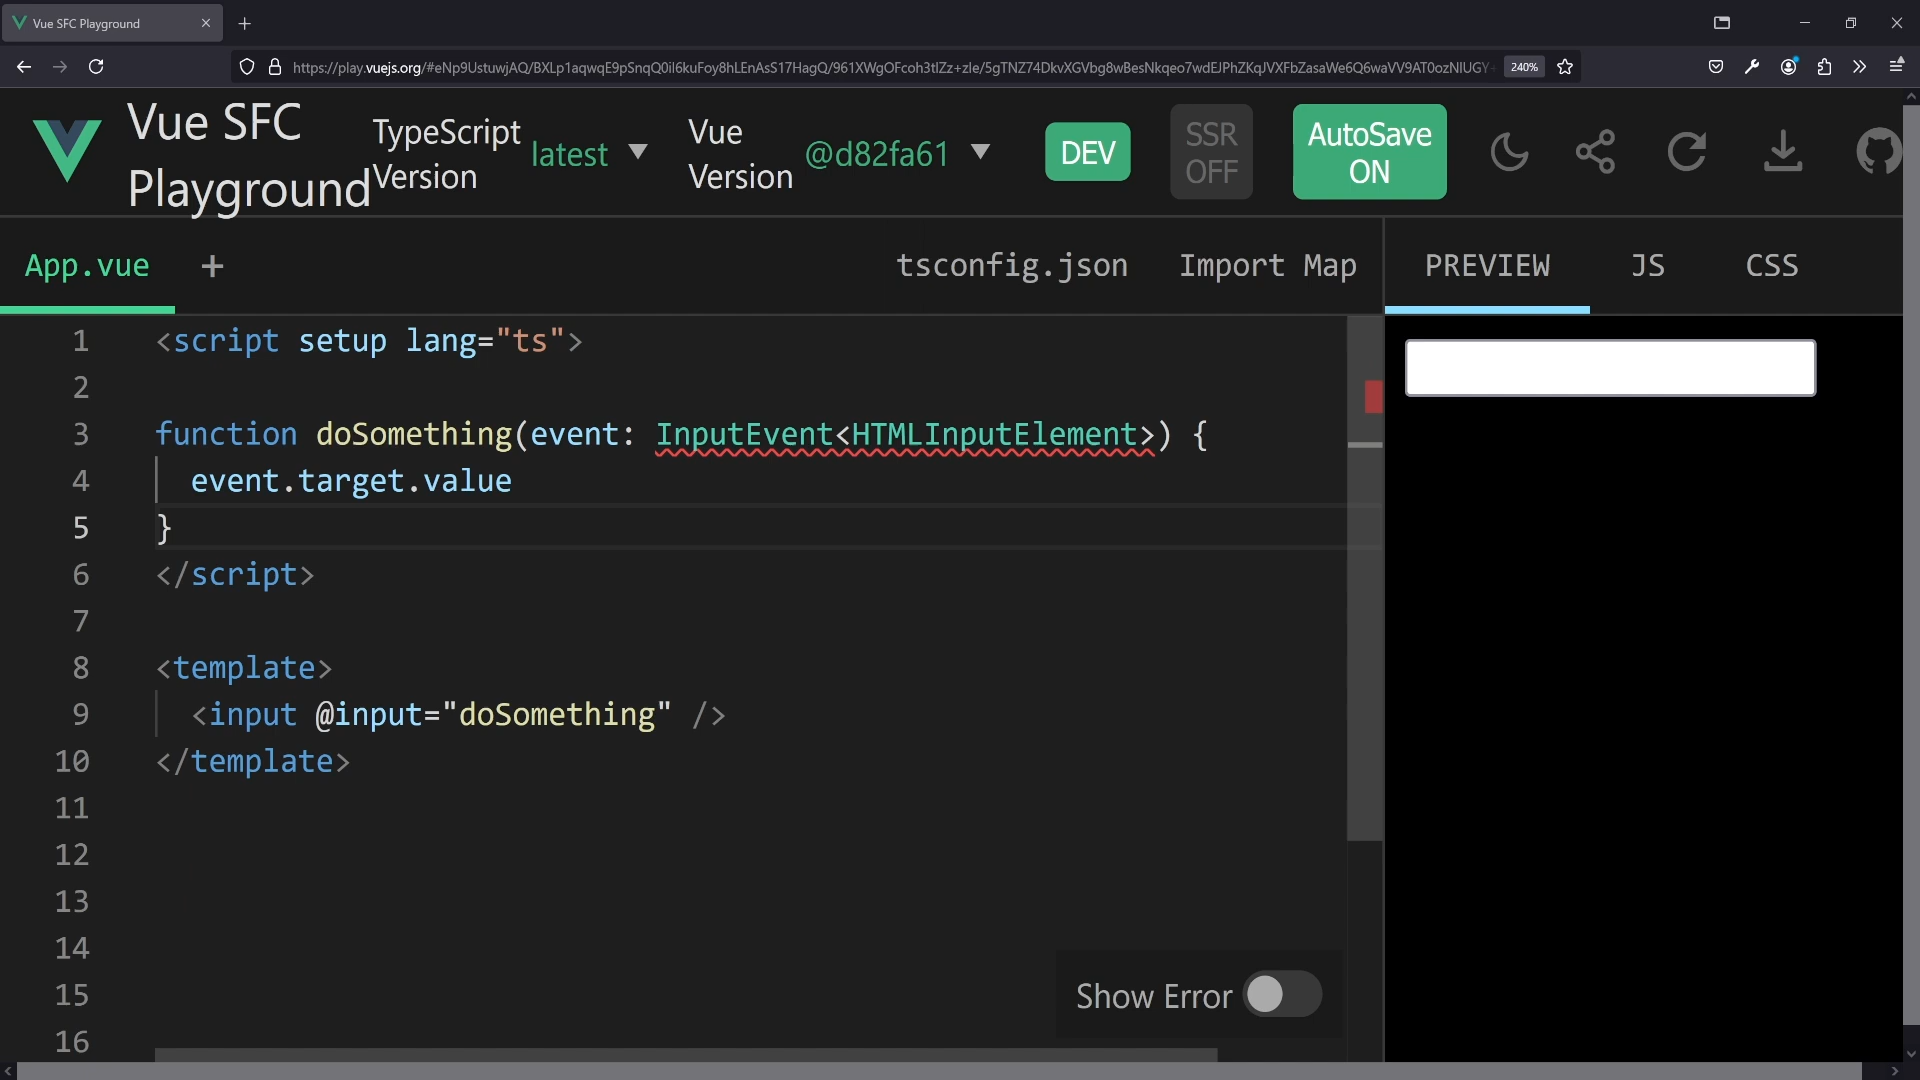 Vue SFC Playground
https://play.vuejs.org/#eNp9UstuwjAQ/BXLp1aqwqE9pSnqQ0il6kuFoy8hLEnAsS17HagQ/961XWgOFcoh3tlZz+zle/5gTNZ74DkvXGVbg8wBesNkqeo7wdEJPhZKqJVXFbZasaWe6Q6waVV9AT0ozNIUGY
240%
Vue SFC
Playground
TypeScript
Version
latest
Vue
Version
@d82fa61
DEV
SSR
OFF
AutoSave
ON
App.vue
+
tsconfig.json
Import Map
PREVIEW
JS
CSS
1 <script setup lang="ts">
2
3 function doSomething(event: InputEvent<HTMLInputElement>) {
4 event.target.value
5 }
6 </script>
7
8 <template>
9 <input @input="doSomething" />
10 </template>
11
12
13
14
15
16
Show Error